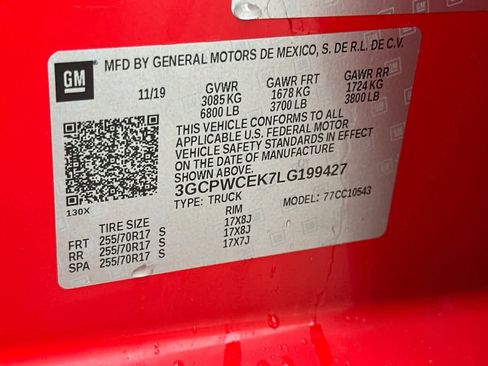 GM
MFD BY GENERAL MOTORS DE MEXICO, S. DE R.L. DE C.V.
11/19 GVWR GAWR FRT GAWR RR
3085 KG 1678 KG 1724 KG
6800 LB 3700 LB 3800 LB
THIS VEHICLE CONFORMS TO ALL
APPLICABLE U.S. FEDERAL MOTOR
VEHICLE SAFETY STANDARDS IN EFFECT
ON THE DATE OF MANUFACTURE
SHOWN ABOVE.
3GCPWCEK7LG199427
130X TYPE: TRUCK MODEL: 77CC10543
TIRE SIZE RIM
FRT 255/70R17 S 17X8J
RR 255/70R17 S 17X8J
SPA 255/70R17 S 17X7J